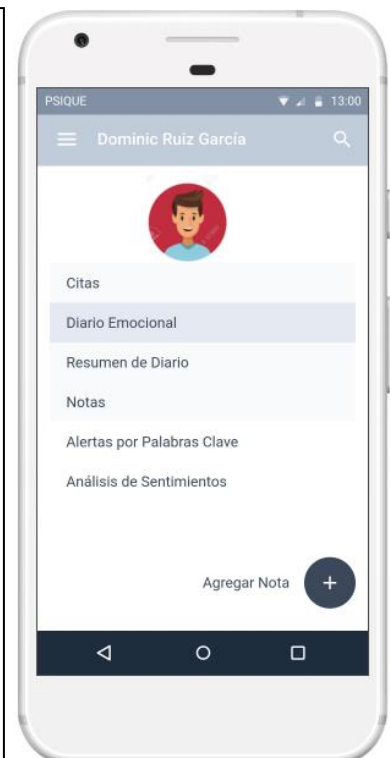 PSIQUE 13:00
Dominic Ruiz García
Citas
Diario Emocional
Resumen de Diario
Notas
Alertas por Palabras Clave
Análisis de Sentimientos
Agregar Nota